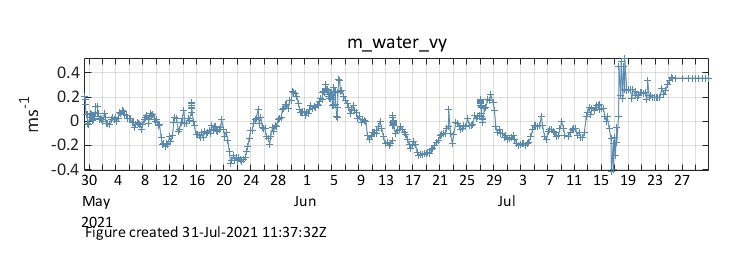 m_water_vy
0.4
0.2
0
-0.2
-0.4
ms-1
30 4 8 12 16 20 24 28 1 5 9 13 17 21 25 29 3 7 11 15 19 23 27
May Jun Jul
2021
Figure created 31-Jul-2021 11:37:32Z